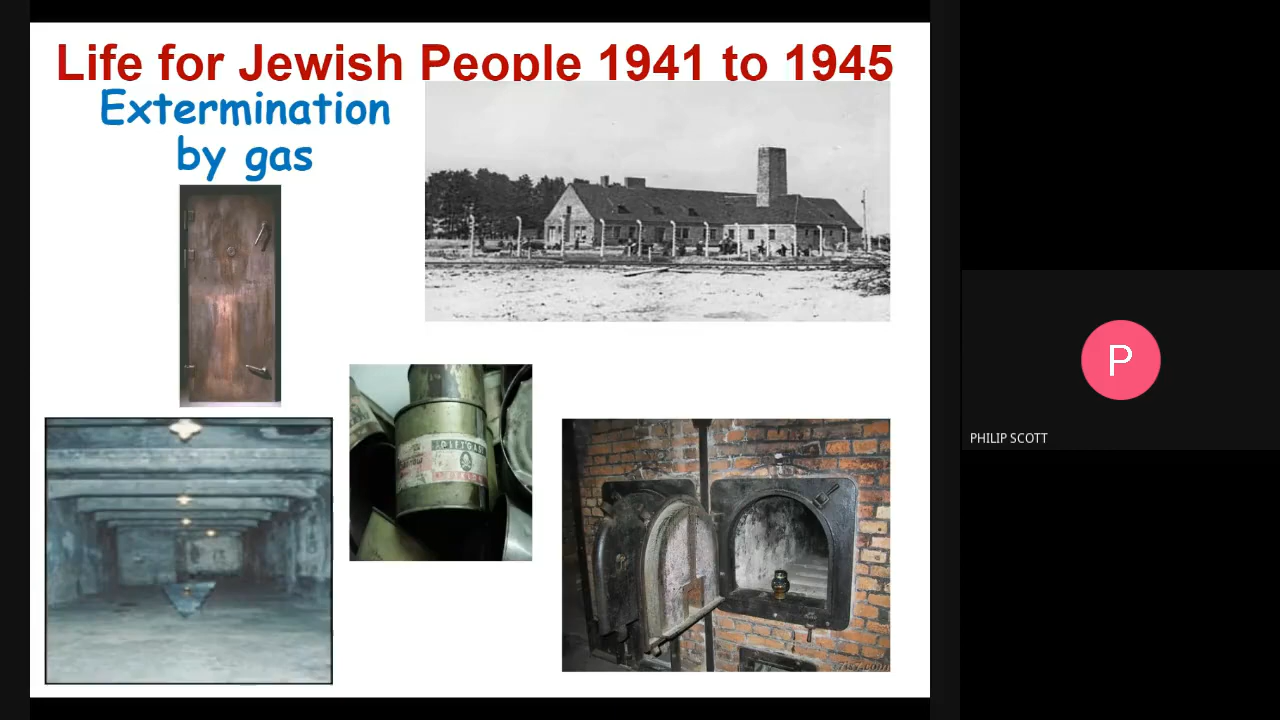 Life for Jewish People 1941 to 1945
Extermination
by gas
P
PHILIP SCOTT